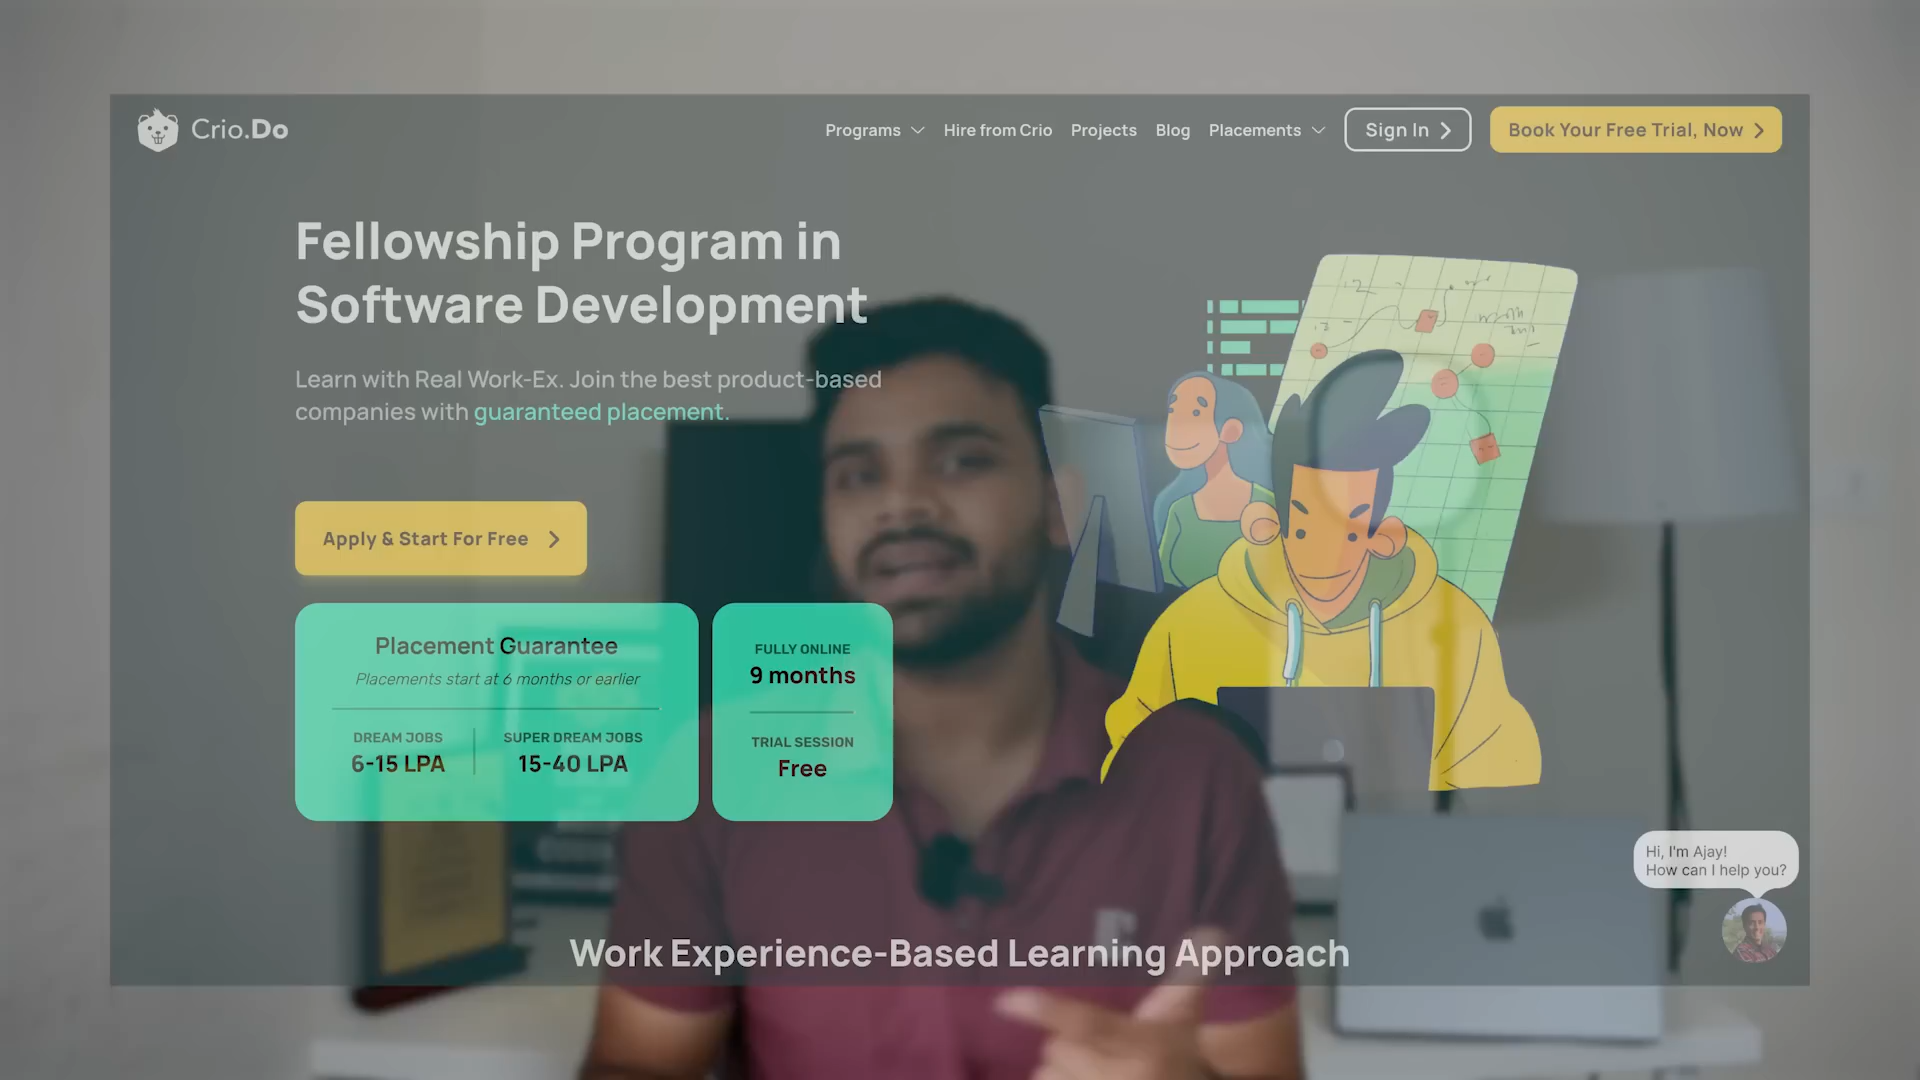 Crio.Do
Programs
Hire from Crio
Projects
Blog
Placements
Sign In
Book Your Free Trial, Now
Fellowship Program in
Software Development
Learn with Real Work-Ex. Join the best product-based
companies with guaranteed placement.
Apply & Start For Free
Placement Guarantee
Placements start at 6 months or earlier
DREAM JOBS
6-15 LPA
SUPER DREAM JOBS
15-40 LPA
FULLY ONLINE
9 months
TRIAL SESSION
Free
Hi, I'm Ajay!
How can I help you?
Work Experience-Based Learning Approach